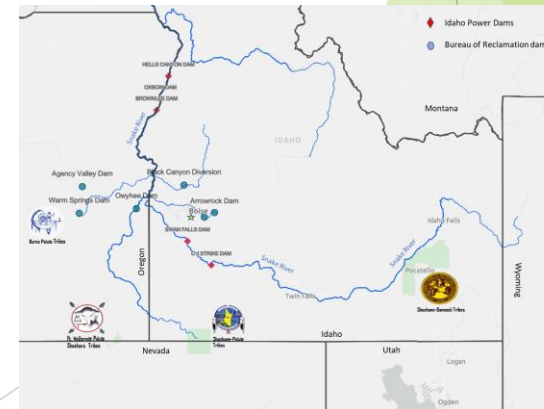 Idaho Power Dams
Bureau of Reclamation dam
HELLS CANYON DAM
OXBOW DAM
BROWNLEE DAM
Montana
Snake River
IDAHO
Agency Valley Dam
Black Canyon Diversion
Warm Springs Dam
Owyhee Dam
Arrowrock Dam
Boise
Burns Paiute Tribes
SWAN FALLS DAM
Idaho Falls
Oregon
C J STRIKE DAM
Snake River
Snake River
Pocatello
Wyoming
Twin Falls
Shoshone-Bannock Tribes
Ft. McDermitt Paiute
Shoshone Tribes
Shoshone-Paiute
Tribes
Idaho
Nevada
Utah
Logan
Ogden